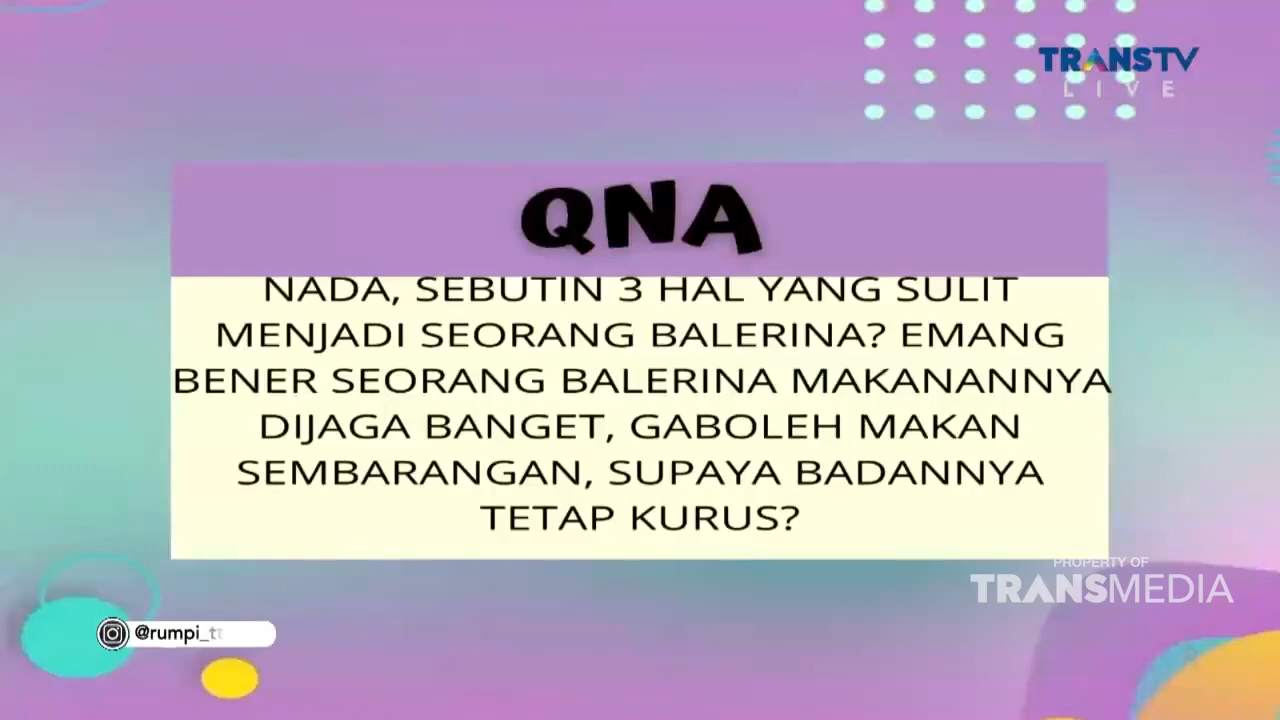 TRANSTV
LIVE
QNA
NADA, SEBUTIN 3 HAL YANG SULIT
MENJADI SEORANG BALERINA? EMANG
BENER SEORANG BALERINA MAKANANNYA
DIJAGA BANGET, GABOLEH MAKAN
SEMBARANGAN, SUPAYA BADANNYA
TETAP KURUS?
PROPERTY OF
TRANSMEDIA